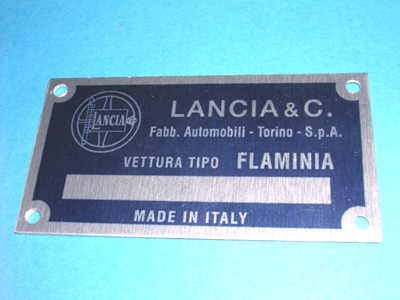 LANCIA
LANCIA & C.
Fabb. Automobili - Torino - S.p.A.
VETTURA TIPO FLAMINIA
MADE IN ITALY